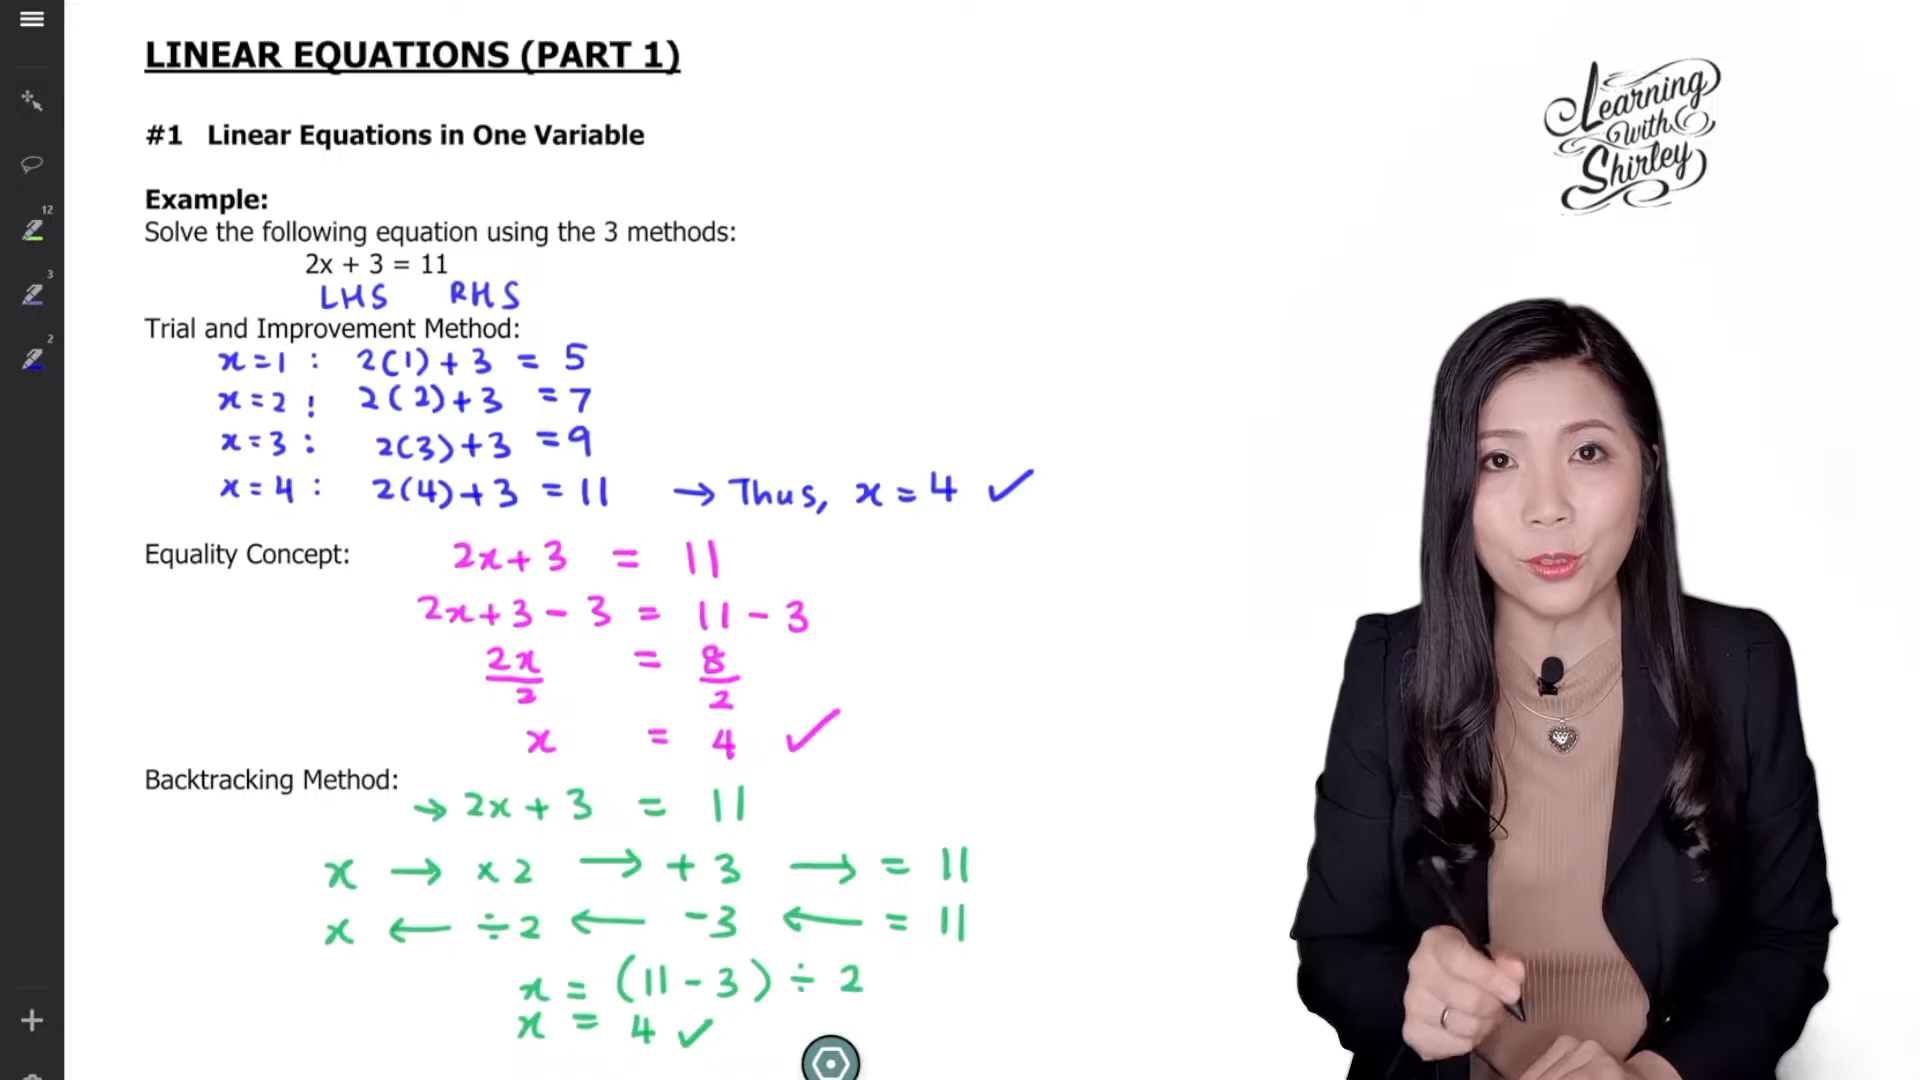 LINEAR EQUATIONS (PART 1)
#1 Linear Equations in One Variable
Example:
Solve the following equation using the 3 methods:
2x + 3 = 11
LHS RHS
Trial and Improvement Method:
x = 1 : 2(1) + 3 = 5
x = 2 : 2(2) + 3 = 7
x = 3 : 2(3) + 3 = 9
x = 4 : 2(4) + 3 = 11 → Thus, x = 4 ✓
Equality Concept: 2x + 3 = 11
2x + 3 - 3 = 11 - 3
2x/2 = 8/2
x = 4 ✓
Backtracking Method:
→ 2x + 3 = 11
x → × 2 → + 3 → = 11
x ← ÷ 2 ← - 3 ← = 11
x = (11 - 3) ÷ 2
x = 4 ✓
Learning
With
Shirley
12
3
2